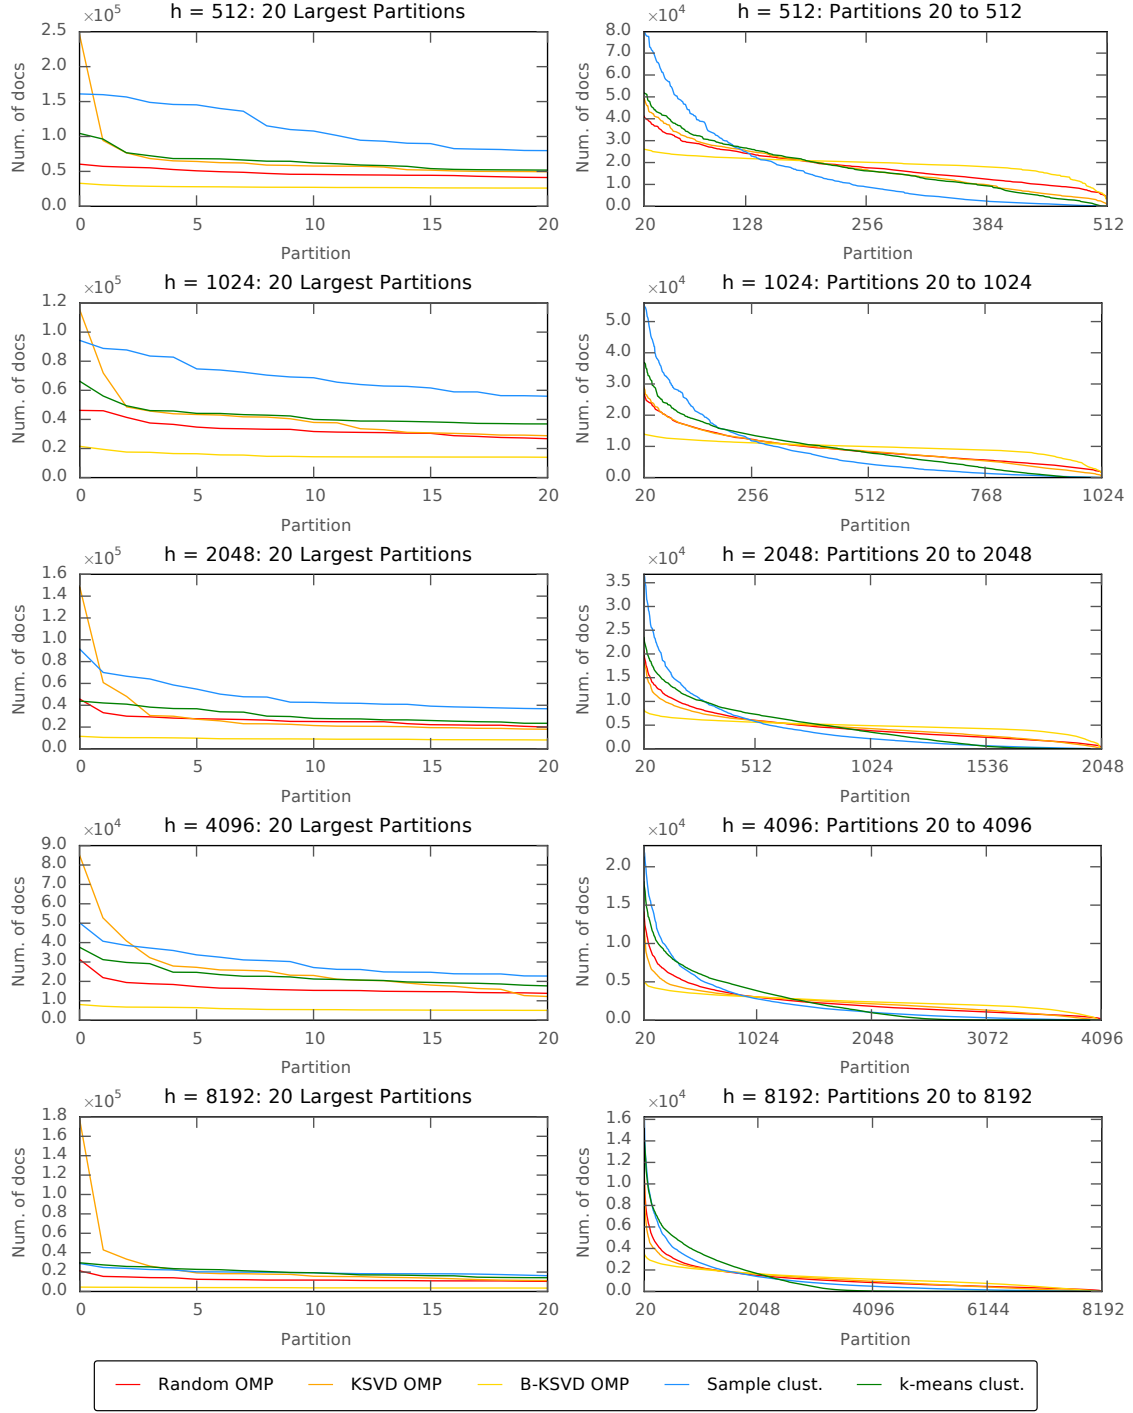 h = 512: 20 Largest Partitions
×10^5
Num. of docs
2.5
2.0
1.5
1.0
0.5
0.0
0 5 10 15 20
Partition
h = 512: Partitions 20 to 512
×10^4
Num. of docs
8.0
7.0
6.0
5.0
4.0
3.0
2.0
1.0
0.0
20 128 256 384 512
Partition
h = 1024: 20 Largest Partitions
×10^5
Num. of docs
1.2
1.0
0.8
0.6
0.4
0.2
0.0
0 5 10 15 20
Partition
h = 1024: Partitions 20 to 1024
×10^4
Num. of docs
5.0
4.0
3.0
2.0
1.0
0.0
20 256 512 768 1024
Partition
h = 2048: 20 Largest Partitions
×10^5
Num. of docs
1.6
1.4
1.2
1.0
0.8
0.6
0.4
0.2
0.0
0 5 10 15 20
Partition
h = 2048: Partitions 20 to 2048
×10^4
Num. of docs
3.5
3.0
2.5
2.0
1.5
1.0
0.5
0.0
20 512 1024 1536 2048
Partition
h = 4096: 20 Largest Partitions
×10^4
Num. of docs
9.0
8.0
7.0
6.0
5.0
4.0
3.0
2.0
1.0
0.0
0 5 10 15 20
Partition
h = 4096: Partitions 20 to 4096
×10^4
Num. of docs
2.0
1.5
1.0
0.5
0.0
20 1024 2048 3072 4096
Partition
h = 8192: 20 Largest Partitions
×10^5
Num. of docs
1.8
1.6
1.4
1.2
1.0
0.8
0.6
0.4
0.2
0.0
0 5 10 15 20
Partition
h = 8192: Partitions 20 to 8192
×10^4
Num. of docs
1.6
1.4
1.2
1.0
0.8
0.6
0.4
0.2
0.0
20 2048 4096 6144 8192
Partition
Random OMP KSVD OMP B-KSVD OMP Sample clust. k-means clust.